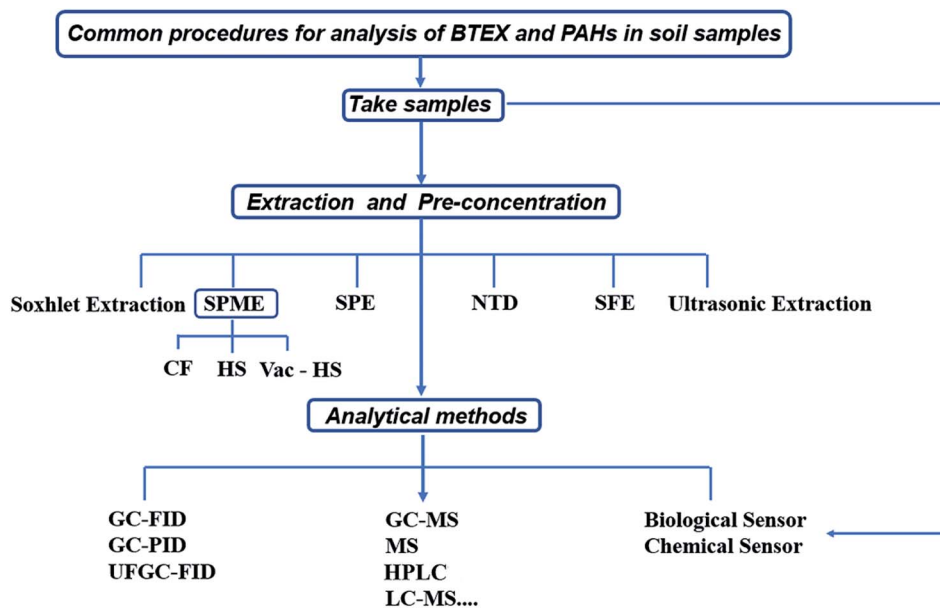 Common procedures for analysis of BTEX and PAHs in soil samples
Take samples
Extraction and Pre-concentration
Soxhlet Extraction SPME SPE NTD SFE Ultrasonic Extraction
CF HS Vac - HS
Analytical methods
GC-FID GC-MS Biological Sensor
GC-PID MS Chemical Sensor
UFGC-FID HPLC
LC-MS....